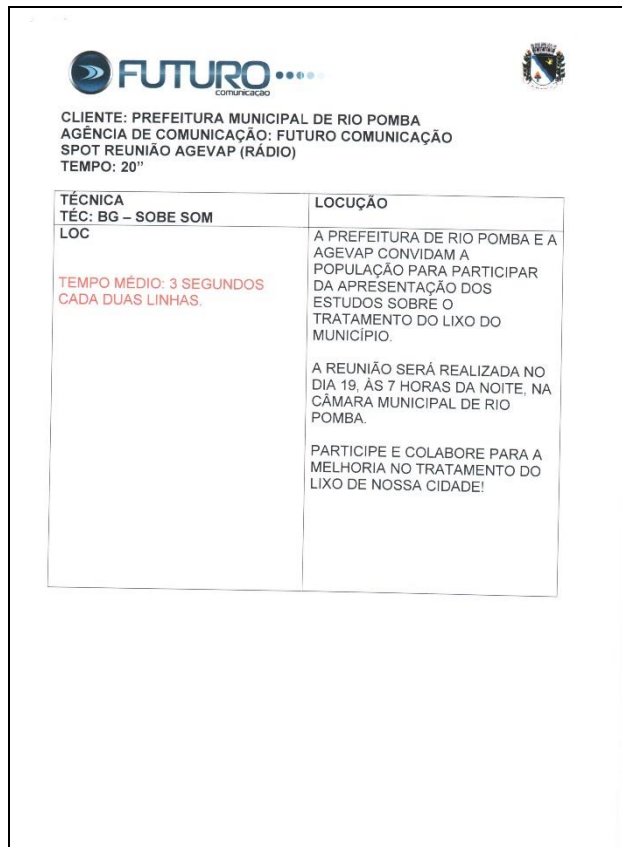 FUTURO
comunicação
CLIENTE: PREFEITURA MUNICIPAL DE RIO POMBA
AGÊNCIA DE COMUNICAÇÃO: FUTURO COMUNICAÇÃO
SPOT REUNIÃO AGEVAP (RÁDIO)
TEMPO: 20”
TÉCNICA
TÉC: BG – SOBE SOM
LOCUÇÃO
LOC
TEMPO MÉDIO: 3 SEGUNDOS
CADA DUAS LINHAS.
A PREFEITURA DE RIO POMBA E A
AGEVAP CONVIDAM A
POPULAÇÃO PARA PARTICIPAR
DA APRESENTAÇÃO DOS
ESTUDOS SOBRE O
TRATAMENTO DO LIXO DO
MUNICÍPIO.
A REUNIÃO SERÁ REALIZADA NO
DIA 19, ÀS 7 HORAS DA NOITE, NA
CÂMARA MUNICIPAL DE RIO
POMBA.
PARTICIPE E COLABORE PARA A
MELHORIA NO TRATAMENTO DO
LIXO DE NOSSA CIDADE!